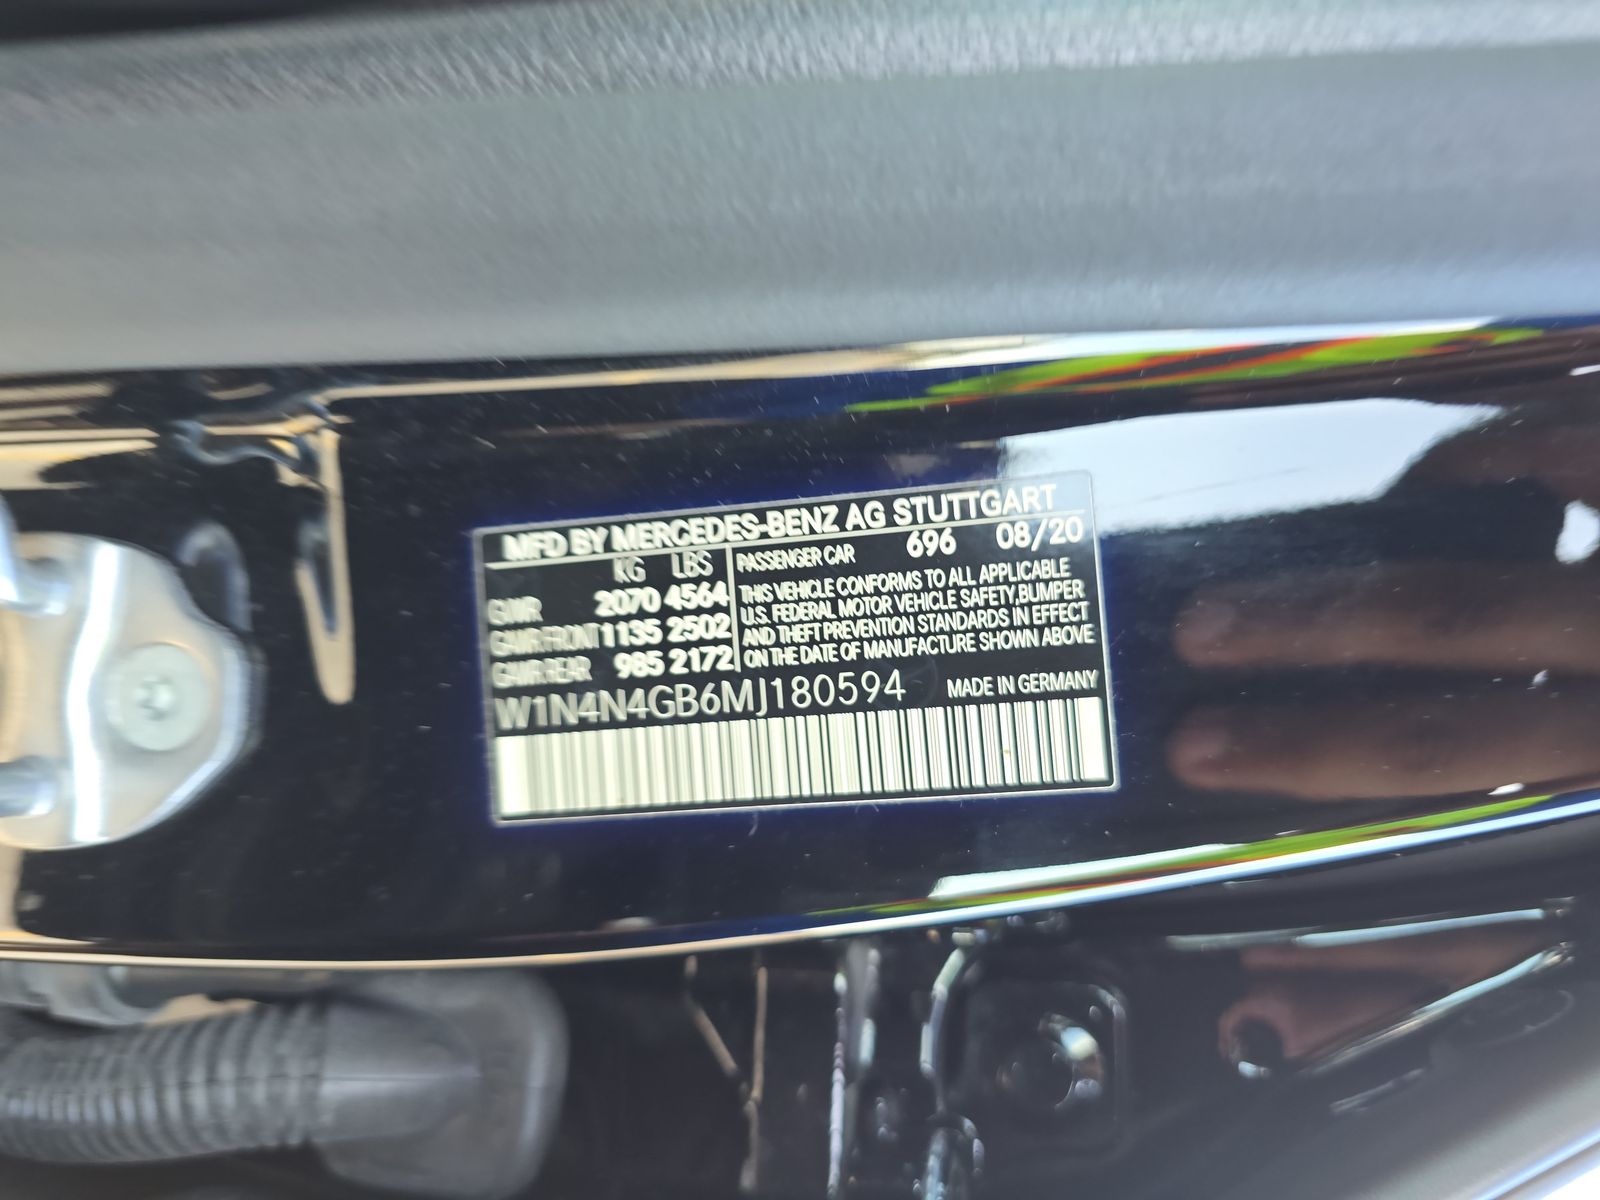 MFD BY MERCEDES-BENZ AG STUTTGART
KG LBS
GVWR 2070 4564
GAWR FRONT 1135 2502
GAWR REAR 985 2172
PASSENGER CAR 696 08/20
THIS VEHICLE CONFORMS TO ALL APPLICABLE
U.S. FEDERAL MOTOR VEHICLE SAFETY, BUMPER
AND THEFT PREVENTION STANDARDS IN EFFECT
ON THE DATE OF MANUFACTURE SHOWN ABOVE
W1N4N4GB6MJ180594 MADE IN GERMANY